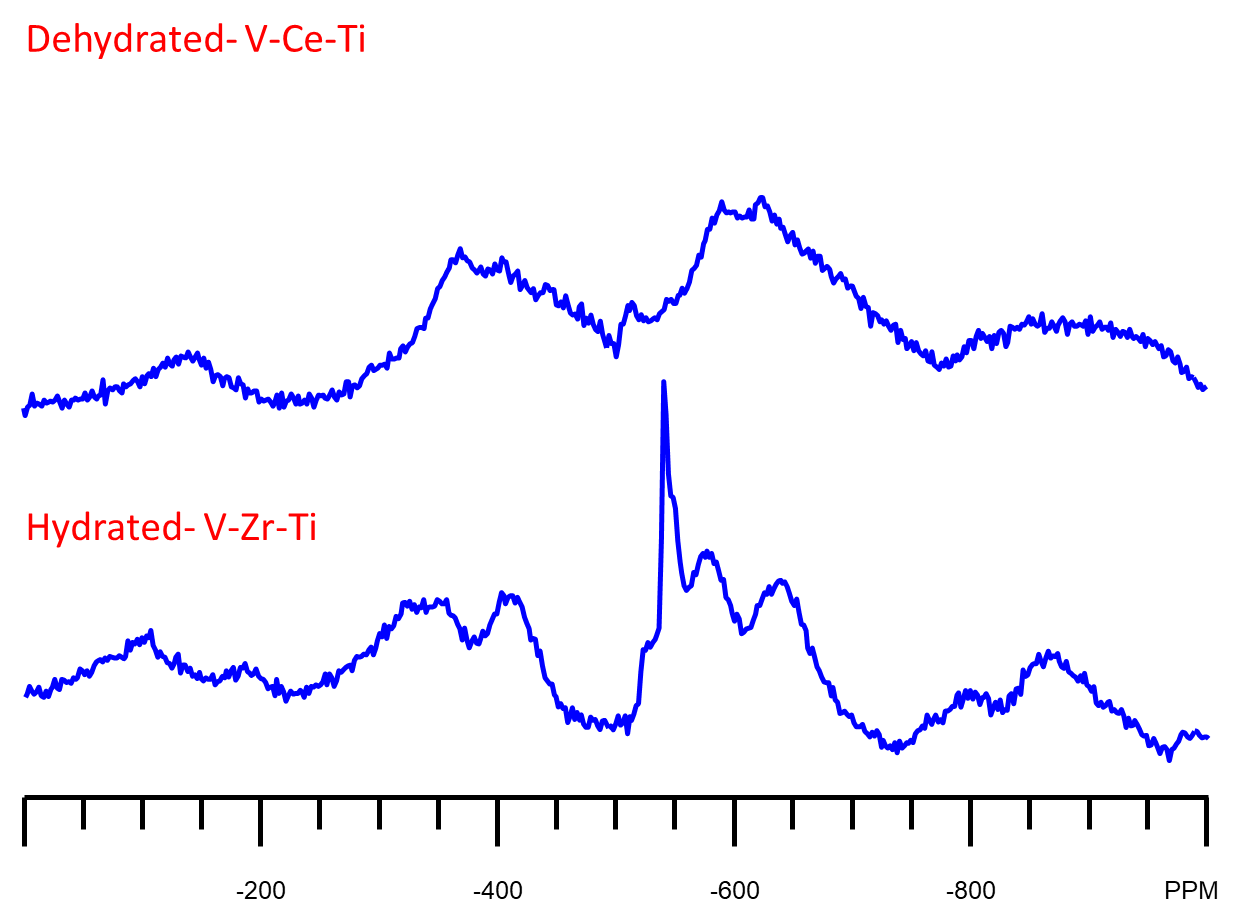 Dehydrated- V-Ce-Ti
Hydrated- V-Zr-Ti
-200 -400 -600 -800 PPM